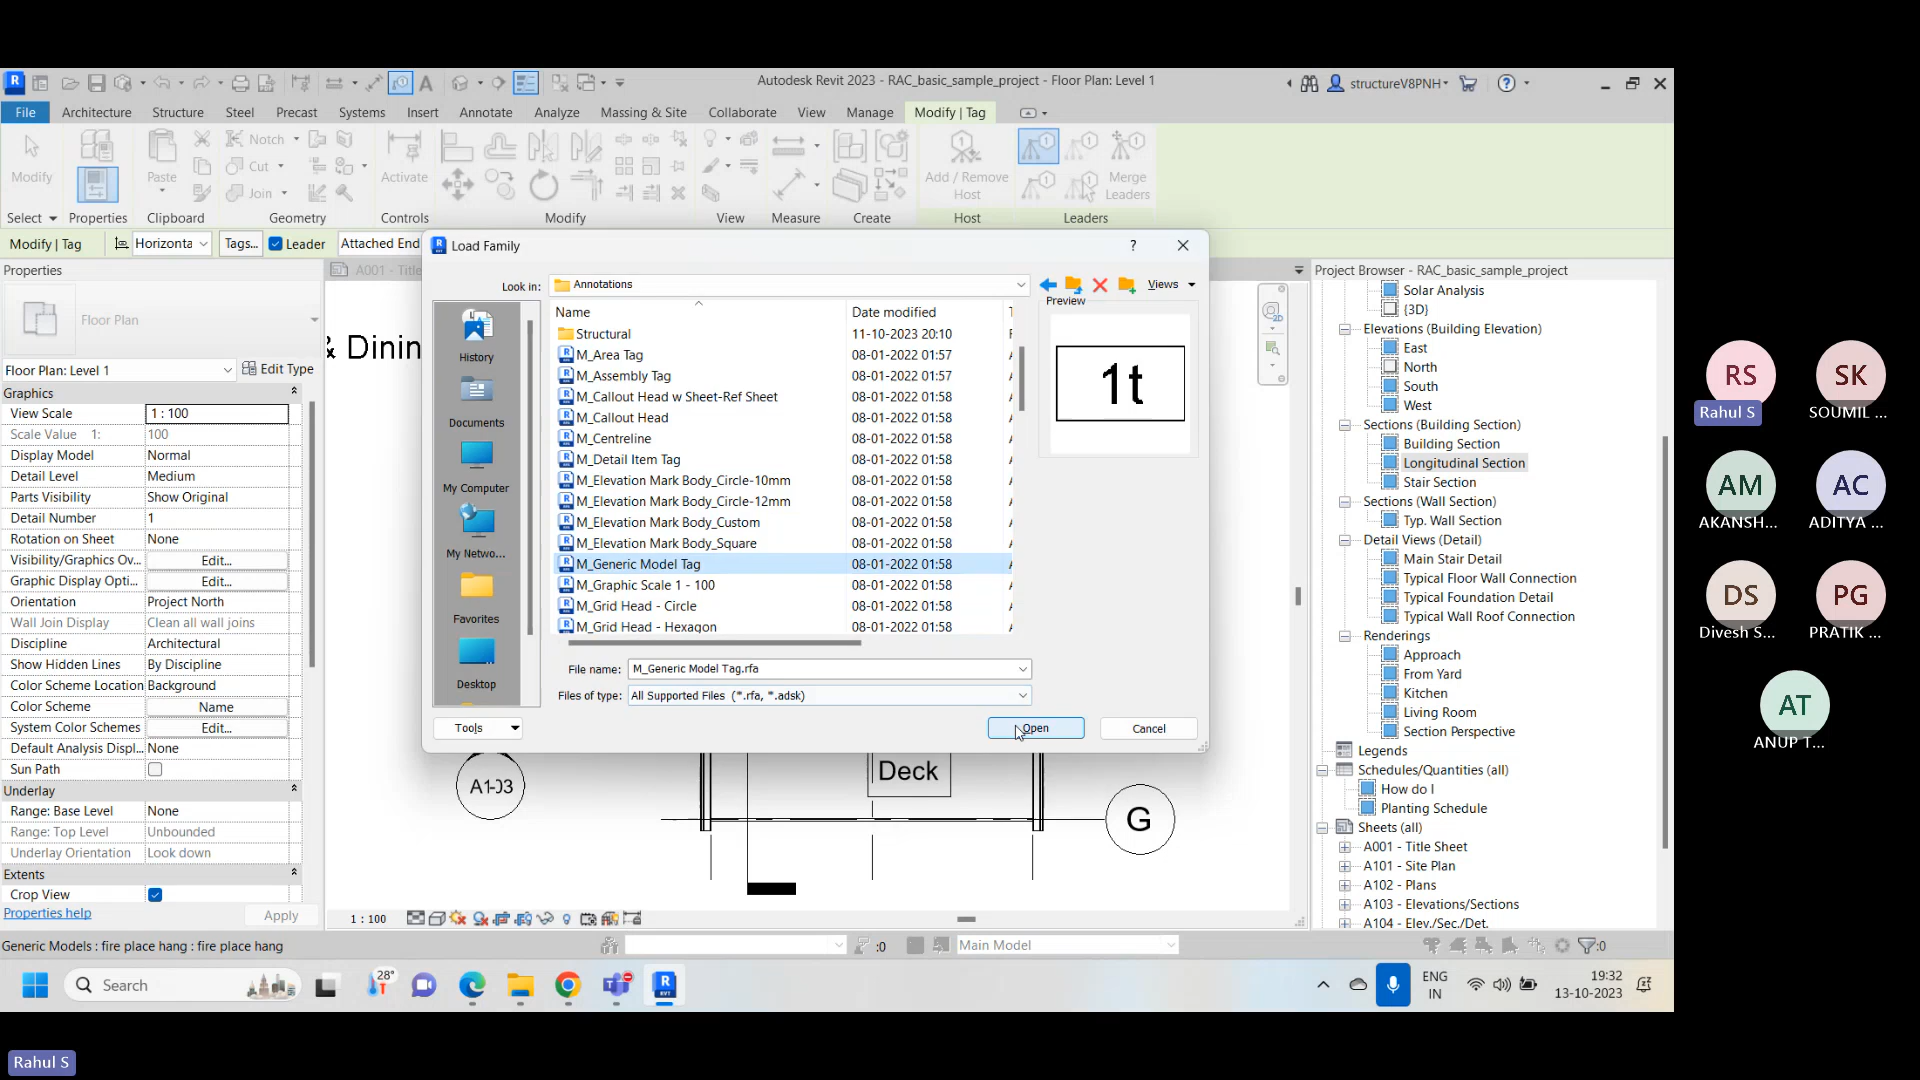 Autodesk Revit 2023 - RAC_basic_sample_project - Floor Plan: Level 1
structureV8PNH
File Architecture Structure Steel Precast Systems Insert Annotate Analyze Massing & Site Collaborate View Manage Modify | Tag
Modify
Paste
Notch
Cut
Join
Activate
Add / Remove Host
Merge Leaders
Select Properties Clipboard Geometry Controls Modify View Measure Create Host Leaders
Modify | Tag Horizonta Tags... Leader Attached End
Properties
Floor Plan
Floor Plan: Level 1 Edit Type
Graphics
View Scale 1 : 100
Scale Value 1: 100
Display Model Normal
Detail Level Medium
Parts Visibility Show Original
Detail Number 1
Rotation on Sheet None
Visibility/Graphics Ov... Edit...
Graphic Display Opti... Edit...
Orientation Project North
Wall Join Display Clean all wall joins
Discipline Architectural
Show Hidden Lines By Discipline
Color Scheme Location Background
Color Scheme Name
System Color Schemes Edit...
Default Analysis Displ... None
Sun Path
Underlay
Range: Base Level None
Range: Top Level Unbounded
Underlay Orientation Look down
Extents
Crop View
Properties help Apply
A001 - Title
& Dinin
Load Family
Look in: Annotations Views
History
Documents
My Computer
My Netwo...
Favorites
Desktop
Name Date modified
Structural 11-10-2023 20:10
M_Area Tag 08-01-2022 01:57
M_Assembly Tag 08-01-2022 01:57
M_Callout Head w Sheet-Ref Sheet 08-01-2022 01:58
M_Callout Head 08-01-2022 01:58
M_Centreline 08-01-2022 01:58
M_Detail Item Tag 08-01-2022 01:58
M_Elevation Mark Body_Circle-10mm 08-01-2022 01:58
M_Elevation Mark Body_Circle-12mm 08-01-2022 01:58
M_Elevation Mark Body_Custom 08-01-2022 01:58
M_Elevation Mark Body_Square 08-01-2022 01:58
M_Generic Model Tag 08-01-2022 01:58
M_Graphic Scale 1 - 100 08-01-2022 01:58
M_Grid Head - Circle 08-01-2022 01:58
M_Grid Head - Hexagon 08-01-2022 01:58
Preview
1t
File name: M_Generic Model Tag.rfa
Files of type: All Supported Files (*.rfa, *.adsk)
Tools Open Cancel
A103
Deck
G
Project Browser - RAC_basic_sample_project
Solar Analysis
{3D}
Elevations (Building Elevation)
East
North
South
West
Sections (Building Section)
Building Section
Longitudinal Section
Stair Section
Sections (Wall Section)
Typ. Wall Section
Detail Views (Detail)
Main Stair Detail
Typical Floor Wall Connection
Typical Foundation Detail
Typical Wall Roof Connection
Renderings
Approach
From Yard
Kitchen
Living Room
Section Perspective
Legends
Schedules/Quantities (all)
How do I
Planting Schedule
Sheets (all)
A001 - Title Sheet
A101 - Site Plan
A102 - Plans
A103 - Elevations/Sections
A104 - Elev./Sec./Det.
1 : 100
Generic Models : fire place hang : fire place hang :0 Main Model :0
Search 28° ENG IN 19:32 13-10-2023
RS Rahul S
SK SOUMIL ...
AM AKANSH...
AC ADITYA ...
DS Divesh S...
PG PRATIK ...
AT ANUP T...
Rahul S